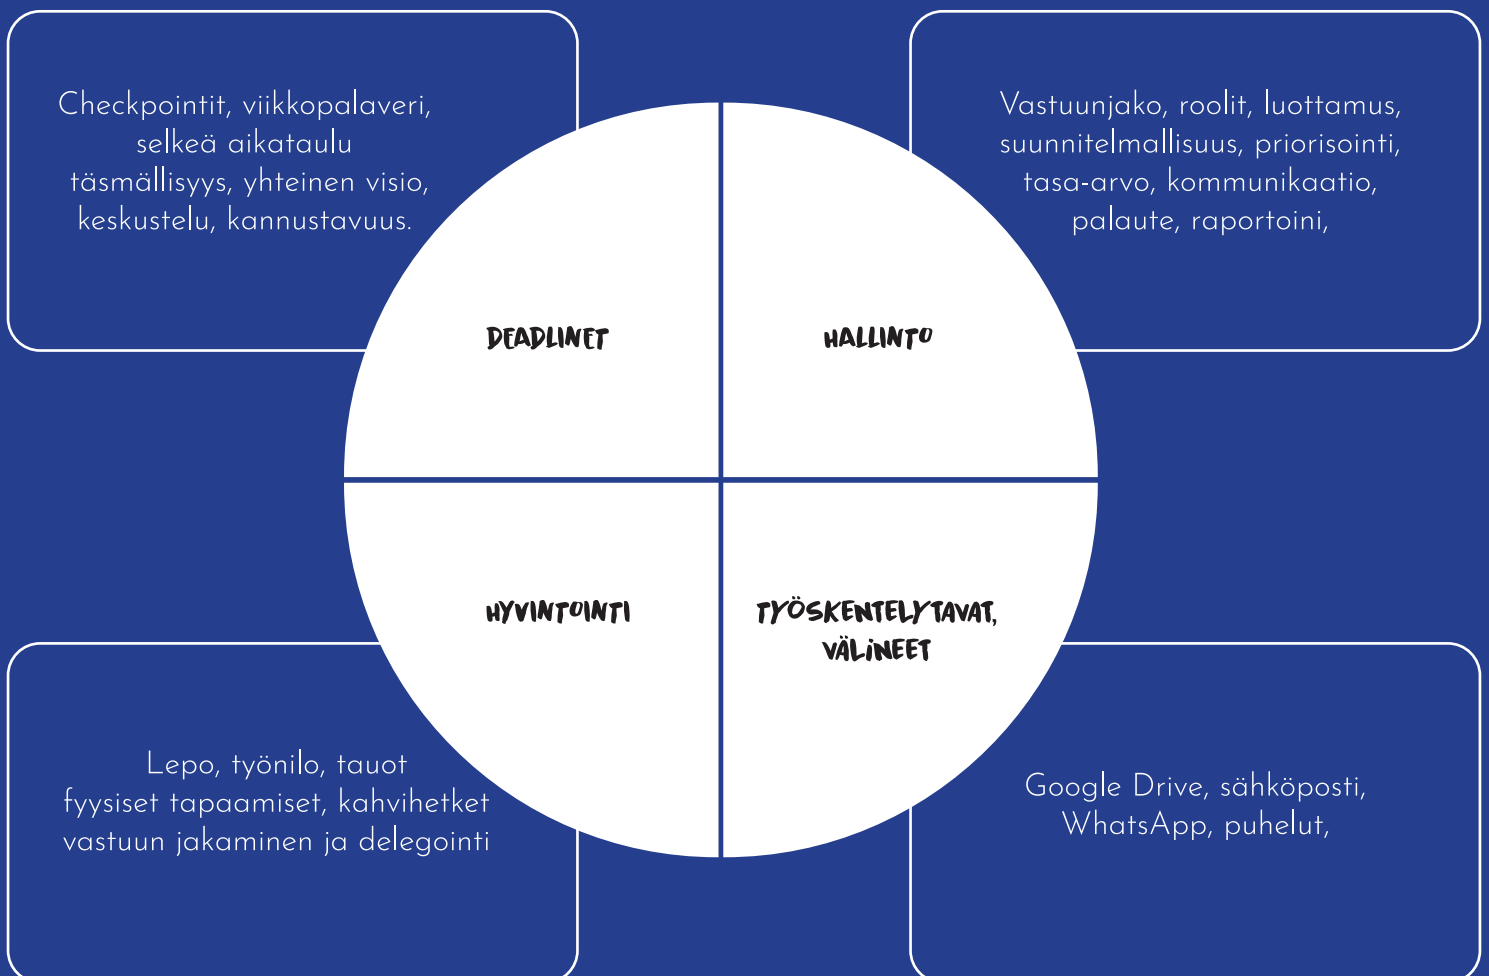 Checkpointit, viikkopalaveri,
selkeä aikataulu
täsmällisyys, yhteinen visio,
keskustelu, kannustavuus.
Vastuunjako, roolit, luottamus,
suunnitelmallisuus, priorisointi,
tasa-arvo, kommunikaatio,
palaute, raportoini,
DEADLINET
HALLINTO
HYVINTOINTI
TYÖSKENTELYTAVAT,
VÄLINEET
Lepo, työnilo, tauot
fyysiset tapaamiset, kahvihetket
vastuun jakaminen ja delegointi
Google Drive, sähköposti,
WhatsApp, puhelut,